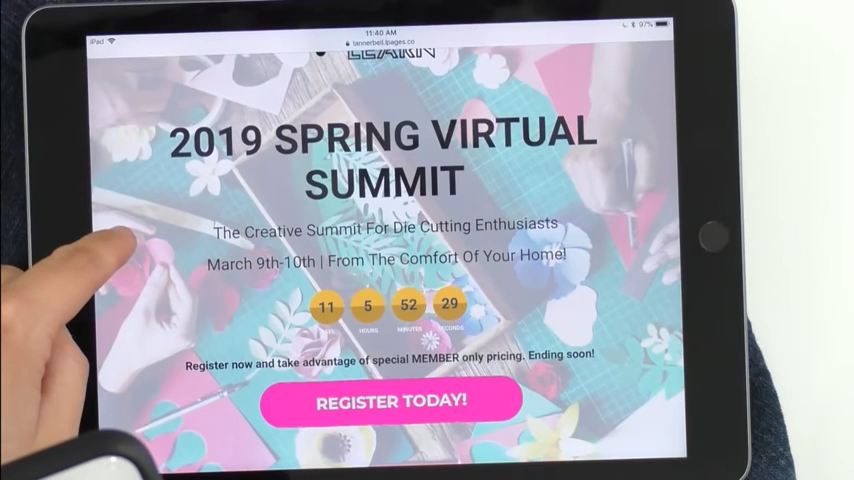 iPad
11:40 AM
97%
tannerbell.lpages.co
LEARN
2019 SPRING VIRTUAL
SUMMIT
The Creative Summit For Die Cutting Enthusiasts
March 9th-10th | From The Comfort Of Your Home!
11 5 52 29
HOURS MINUTES SECONDS
Register now and take advantage of special MEMBER only pricing. Ending soon!
REGISTER TODAY!